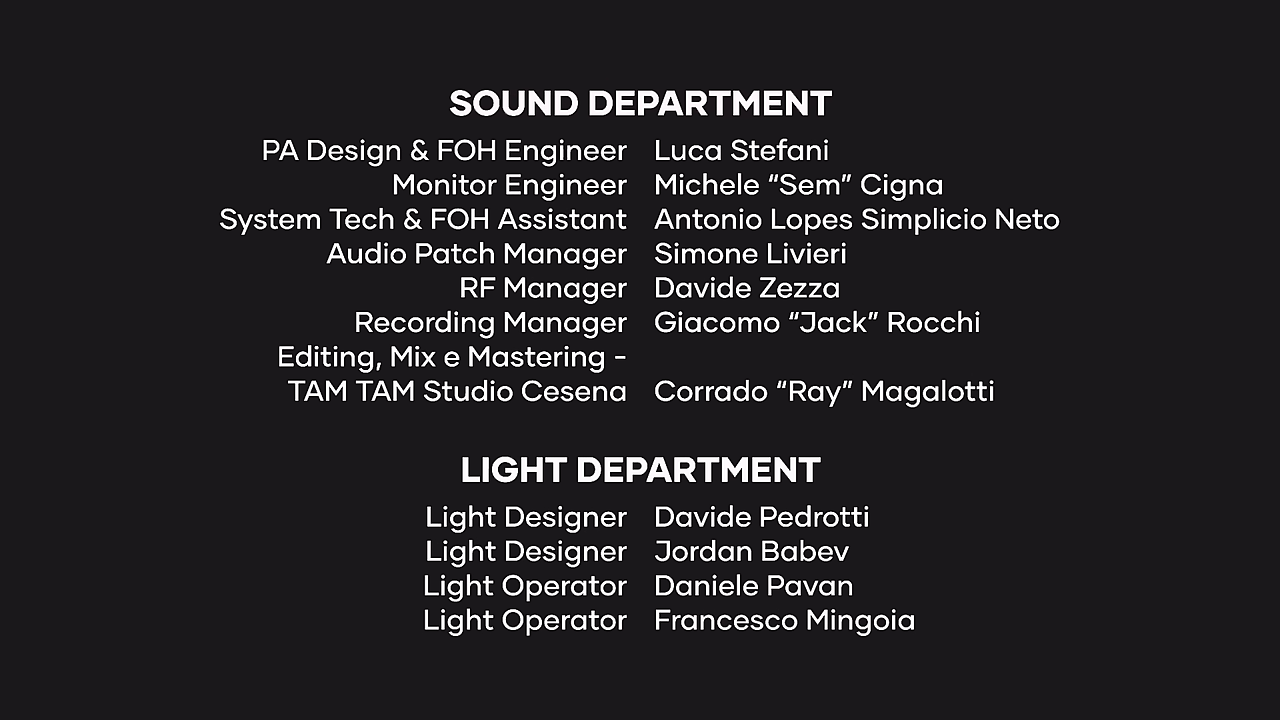 SOUND DEPARTMENT
PA Design & FOH Engineer Luca Stefani
Monitor Engineer Michele “Sem” Cigna
System Tech & FOH Assistant Antonio Lopes Simplicio Neto
Audio Patch Manager Simone Livieri
RF Manager Davide Zezza
Recording Manager Giacomo “Jack” Rocchi
Editing, Mix e Mastering -
TAM TAM Studio Cesena Corrado “Ray” Magalotti
LIGHT DEPARTMENT
Light Designer Davide Pedrotti
Light Designer Jordan Babev
Light Operator Daniele Pavan
Light Operator Francesco Mingoia